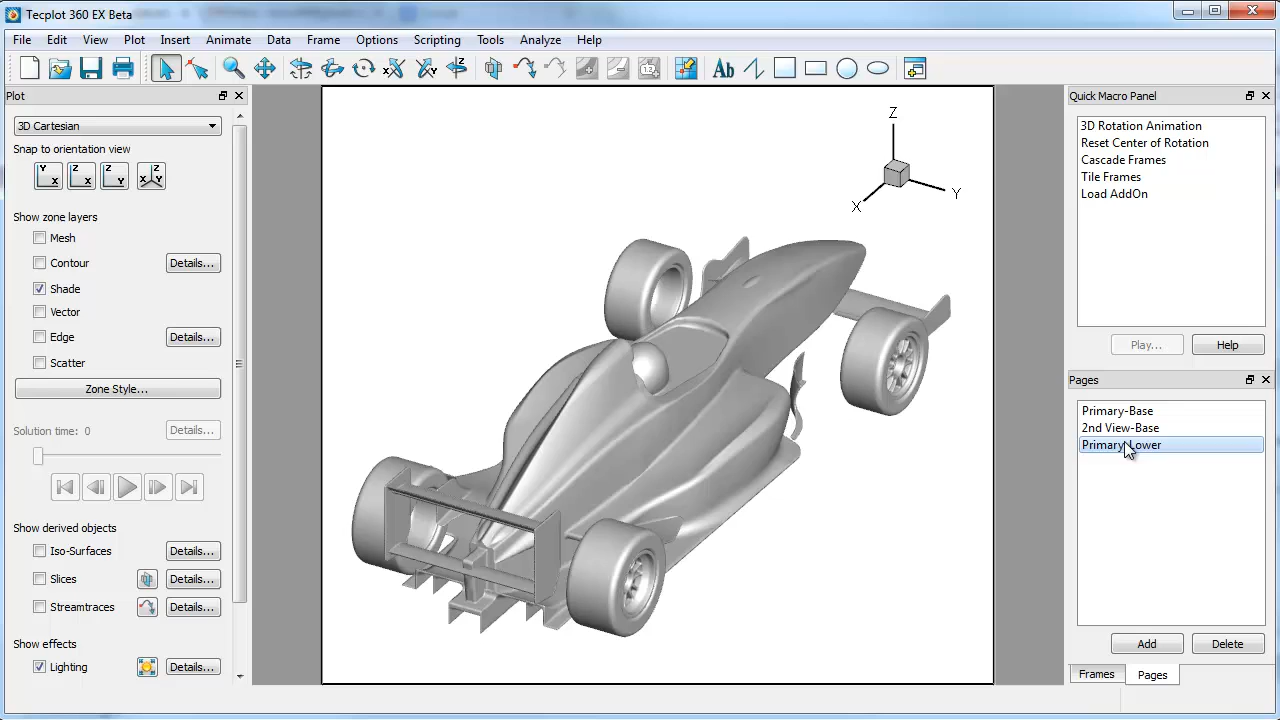 Tecplot 360 EX Beta
File Edit View Plot Insert Animate Data Frame Options Scripting Tools Analyze Help
Ab
Plot
3D Cartesian
Snap to orientation view
Y X Z X Z Y Z X Y
Show zone layers
Mesh
Contour Details...
Shade
Vector
Edge Details...
Scatter
Zone Style...
Solution time: 0 Details...
Show derived objects
Iso-Surfaces Details...
Slices Details...
Streamtraces Details...
Show effects
Lighting Details...
Z
Y
X
Quick Macro Panel
3D Rotation Animation
Reset Center of Rotation
Cascade Frames
Tile Frames
Load AddOn
Play... Help
Pages
Primary-Base
2nd View-Base
Primary-Lower
Add Delete
Frames Pages